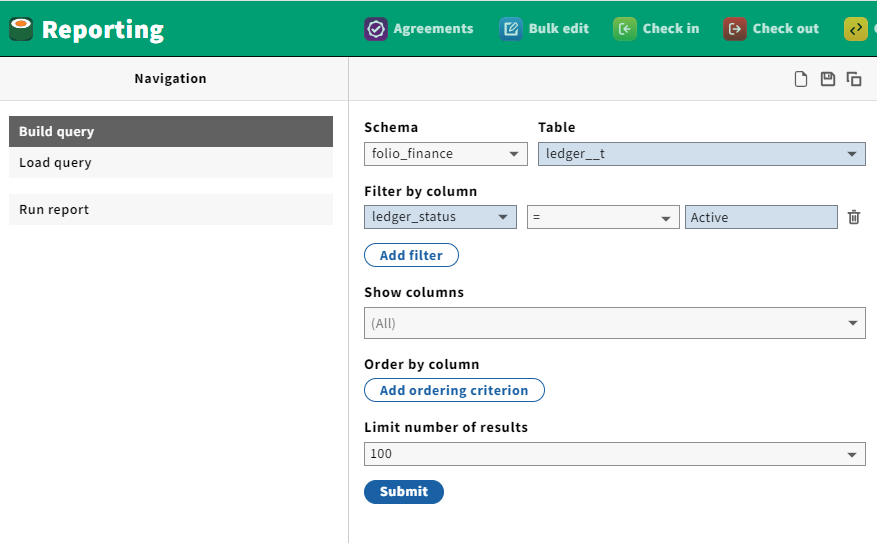 Reporting
Agreements Bulk edit Check in Check out
Navigation
Build query
Load query
Run report
Schema Table
folio_finance ledger__t
Filter by column
ledger_status = Active
Add filter
Show columns
(All)
Order by column
Add ordering criterion
Limit number of results
100
Submit